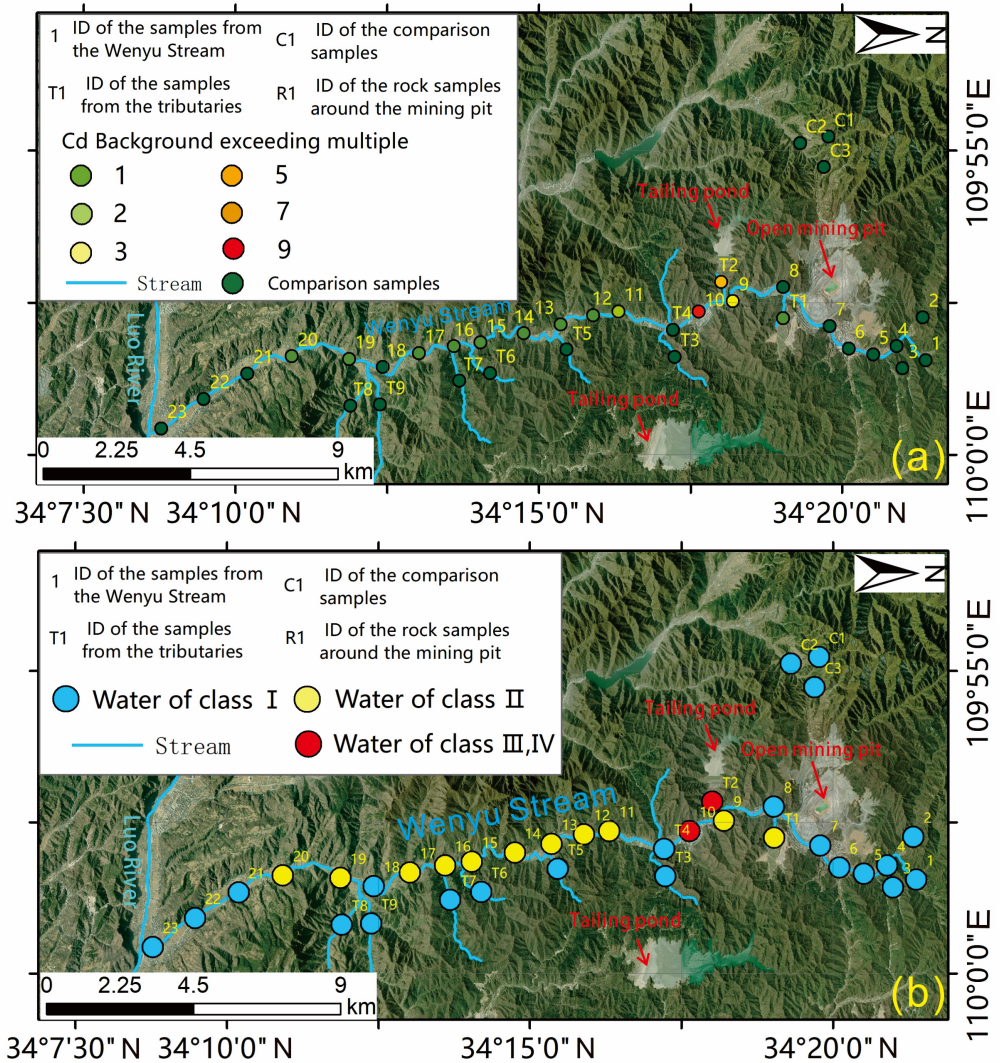 1 ID of the samples from the Wenyu Stream
C1 ID of the comparison samples
T1 ID of the samples from the tributaries
R1 ID of the rock samples around the mining pit
Cd Background exceeding multiple
1
5
2
7
3
9
Stream
Comparison samples
N
C2
C1
C3
Tailing pond
Open mining pit
T2
9
8
10
T1
7
2
T4
T3
6
5
4
3
1
Wenyu Stream
11
12
13
T5
14
15
T6
16
T7
17
18
T9
19
T8
20
21
22
23
Luo River
Tailing pond
0 2.25 4.5 9
km
(a)
109°55'0"E
110°0'0"E
34°7'30" N 34°10'0" N 34°15'0" N 34°20'0" N
1 ID of the samples from the Wenyu Stream
C1 ID of the comparison samples
T1 ID of the samples from the tributaries
R1 ID of the rock samples around the mining pit
Water of class Ⅰ
Water of class Ⅱ
Stream
Water of class Ⅲ,Ⅳ
N
C2
C1
C3
Tailing pond
Open mining pit
T2
9
8
10
T1
7
2
T4
T3
6
5
4
3
1
Wenyu Stream
11
12
13
T5
14
15
T6
16
T7
17
18
T9
19
T8
20
21
22
23
Luo River
Tailing pond
0 2.25 4.5 9
km
(b)
109°55'0"E
110°0'0"E
34°7'30" N 34°10'0" N 34°15'0" N 34°20'0" N